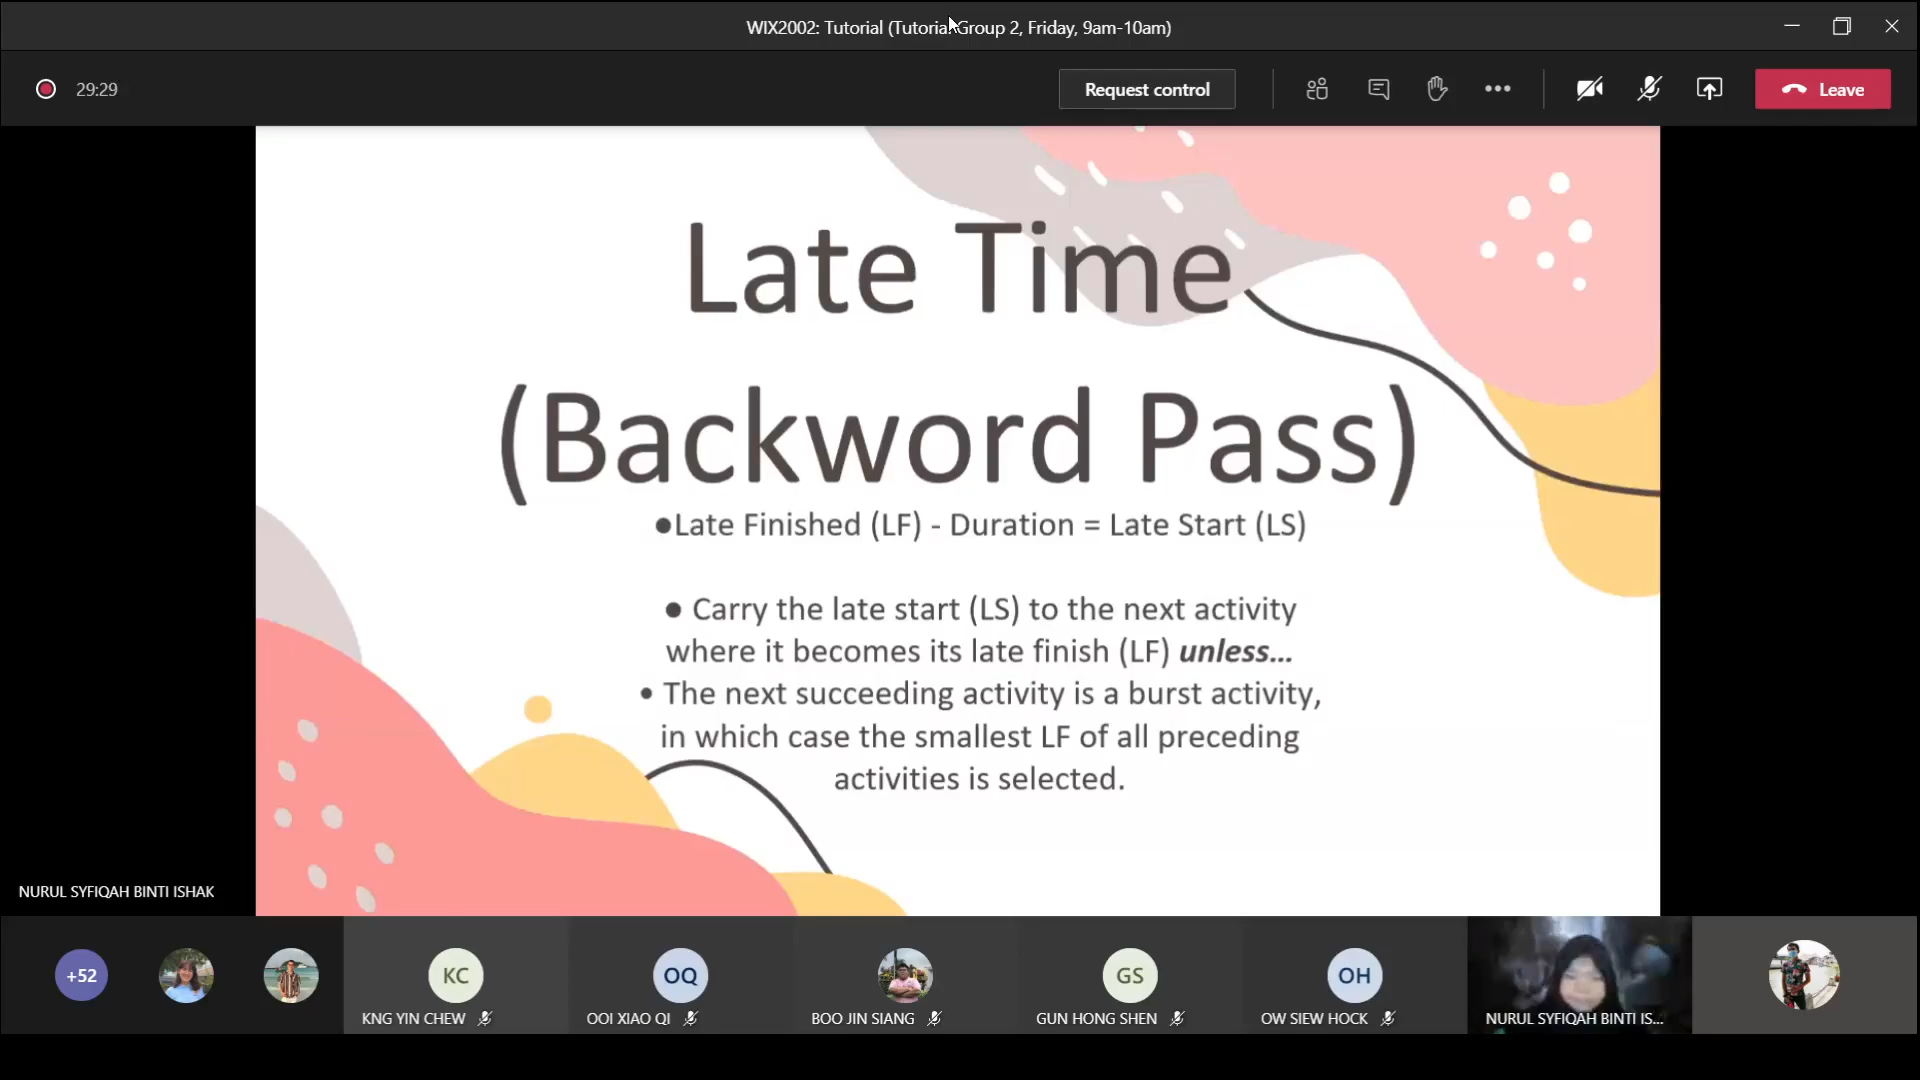 WIX2002: Tutorial (Tutorial Group 2, Friday, 9am-10am)
29:29
Request control
Leave
Late Time
(Backword Pass)
●Late Finished (LF) - Duration = Late Start (LS)
● Carry the late start (LS) to the next activity
where it becomes its late finish (LF) unless...
• The next succeeding activity is a burst activity,
in which case the smallest LF of all preceding
activities is selected.
NURUL SYFIQAH BINTI ISHAK
+52
KC
OQ
GS
OH
KNG YIN CHEW
OOI XIAO QI
BOO JIN SIANG
GUN HONG SHEN
OW SIEW HOCK
NURUL SYFIQAH BINTI IS...